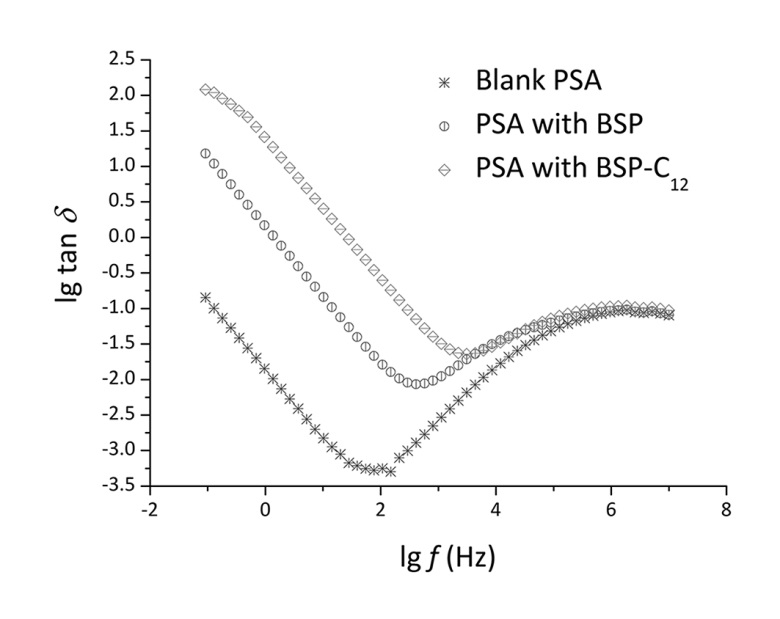 2.5
2.0
1.5
1.0
0.5
0.0
-0.5
-1.0
-1.5
-2.0
-2.5
-3.0
-3.5
lg tan δ
Blank PSA
PSA with BSP
PSA with BSP-C₁₂
-2 0 2 4 6 8
lg f (Hz)